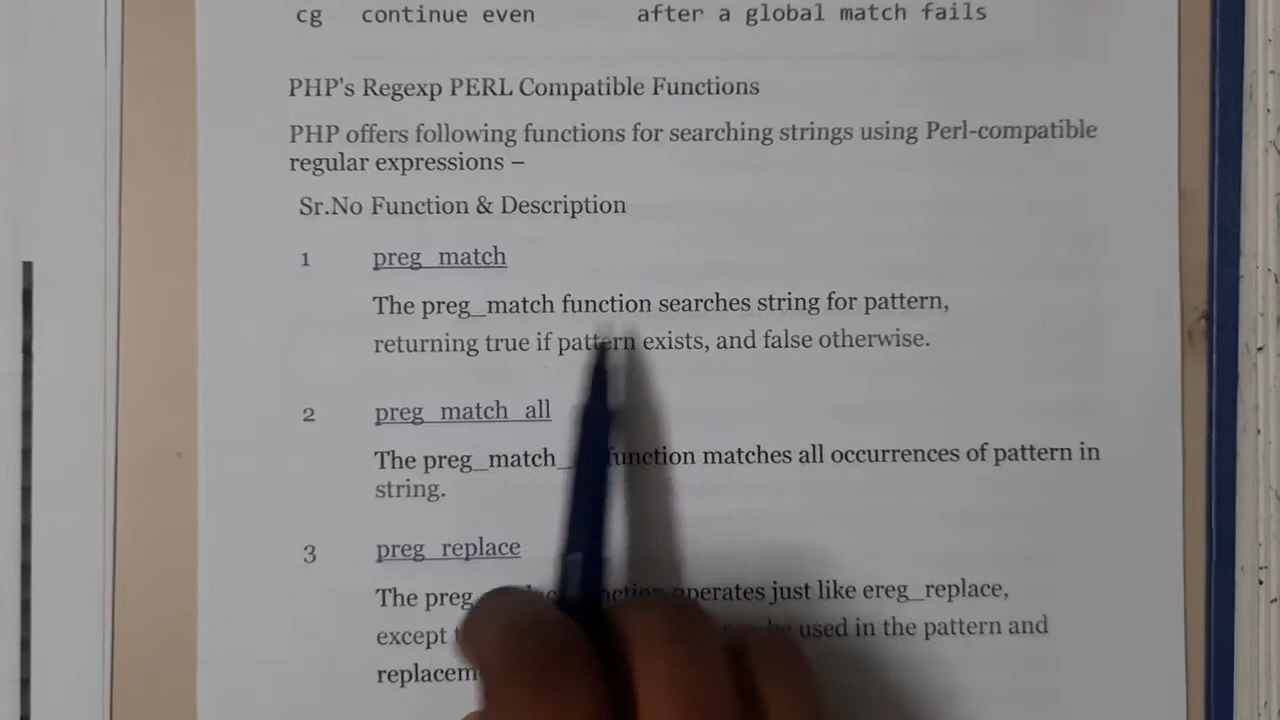 cg continue even after a global match fails
PHP's Regexp PERL Compatible Functions
PHP offers following functions for searching strings using Perl-compatible
regular expressions –
Sr.No Function & Description
1 preg_match
The preg_match function searches string for pattern,
returning true if pattern exists, and false otherwise.
2 preg_match_all
The preg_match_ function matches all occurrences of pattern in
string.
3 preg_replace
The preg operates just like ereg_replace,
except used in the pattern and